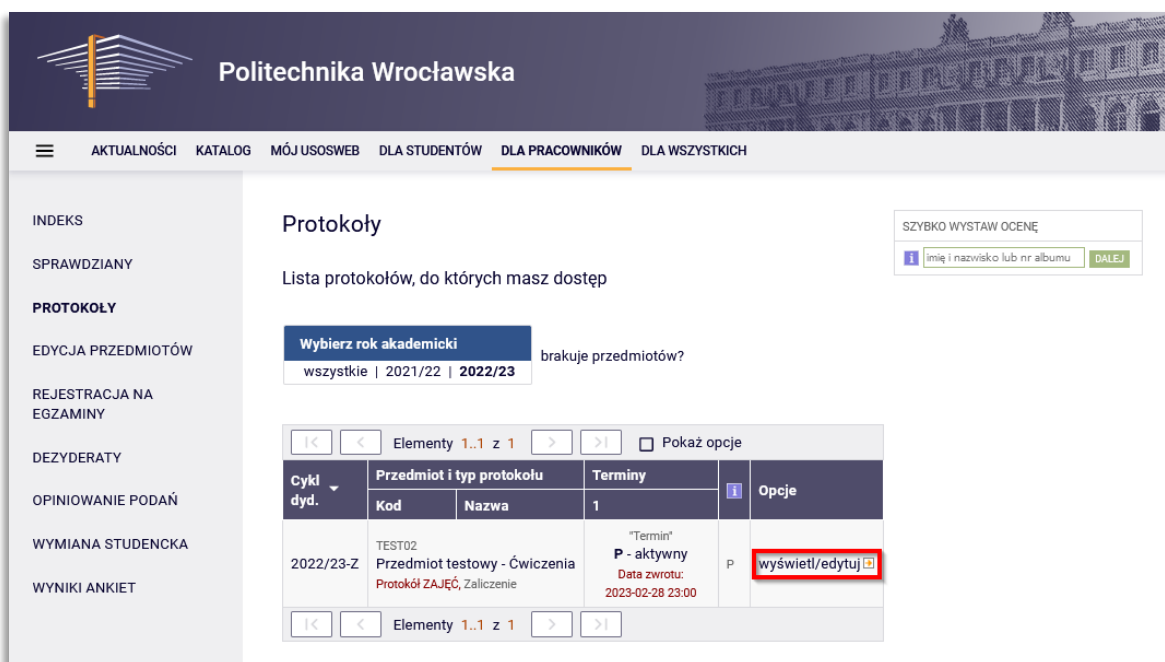 Politechnika Wrocławska
AKTUALNOŚCI KATALOG MÓJ USOSWEB DLA STUDENTÓW DLA PRACOWNIKÓW DLA WSZYSTKICH
INDEKS
SPRAWDZIANY
PROTOKOŁY
EDYCJA PRZEDMIOTÓW
REJESTRACJA NA
EGZAMINY
DEZYDERATY
OPINIOWANIE PODAŃ
WYMIANA STUDENCKA
WYNIKI ANKIET
Protokoły
Lista protokołów, do których masz dostęp
Wybierz rok akademicki
wszystkie | 2021/22 | 2022/23
brakuje przedmiotów?
Elementy 1..1 z 1 Pokaż opcje
Cykl
dyd.
Przedmiot i typ protokołu
Kod Nazwa
Terminy
1
i
Opcje
2022/23-Z
TEST02
Przedmiot testowy - Ćwiczenia
Protokół ZAJĘĆ, Zaliczenie
"Termin"
P - aktywny
Data zwrotu:
2023-02-28 23:00
P
wyświetl/edytuj
Elementy 1..1 z 1
SZYBKO WYSTAW OCENĘ
i imię i nazwisko lub nr albumu DALEJ